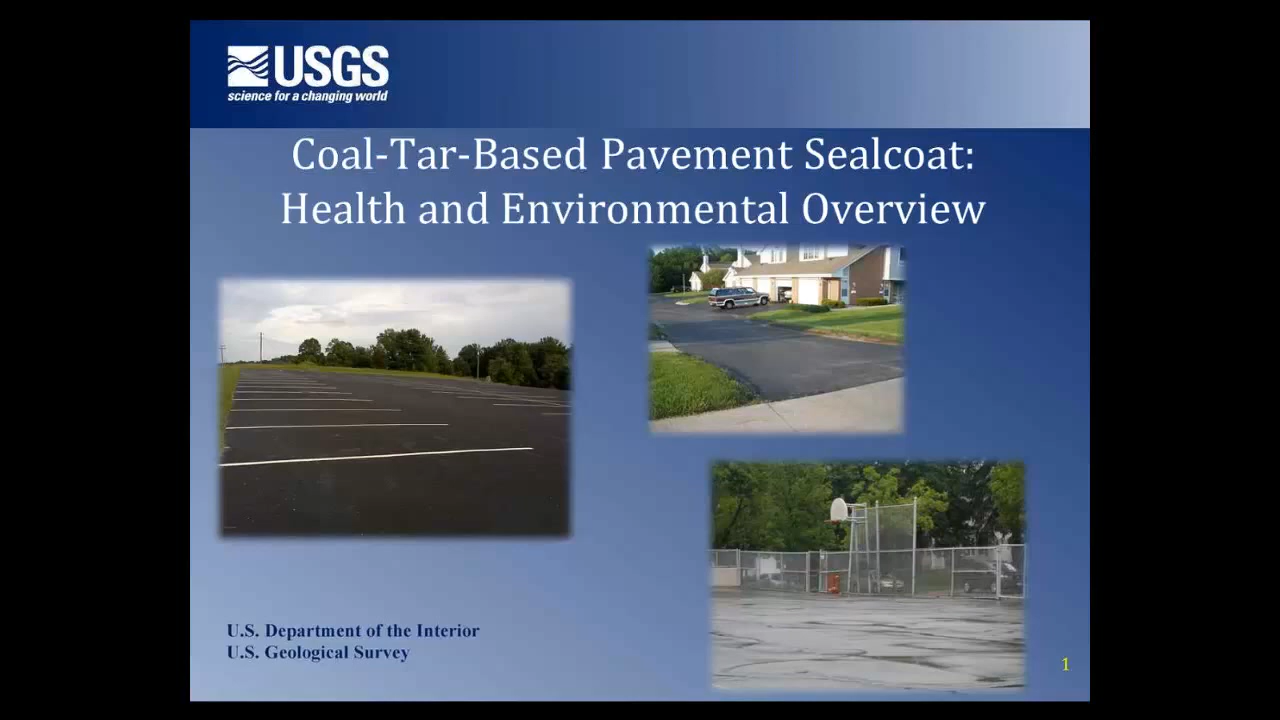 USGS
science for a changing world
Coal-Tar-Based Pavement Sealcoat:
Health and Environmental Overview
U.S. Department of the Interior
U.S. Geological Survey
1